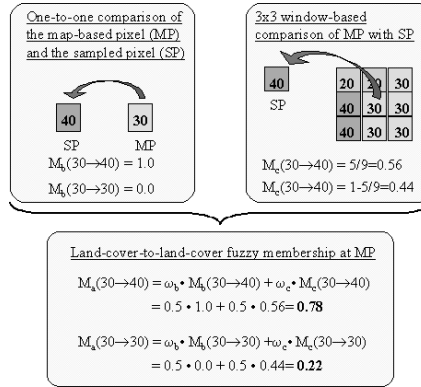 One-to-one comparison of
the map-based pixel (MP)
and the sampled pixel (SP)
40
30
SP
MP
M_b(30→40) = 1.0
M_b(30→30) = 0.0
3x3 window-based
comparison of MP with SP
40
SP
20 20 30
40 30 30
40 30 30
M_c(30→40) = 5/9=0.56
M_c(30→40) = 1-5/9=0.44
Land-cover-to-land-cover fuzzy membership at MP
M_a(30→40) = ω_b• M_b(30→40) + ω_c• M_c(30→40)
= 0.5 • 1.0 + 0.5 • 0.56= 0.78
M_a(30→30) = ω_b• M_b(30→30) +ω_c• M_c(30→30)
= 0.5 • 0.0 + 0.5 • 0.44= 0.22